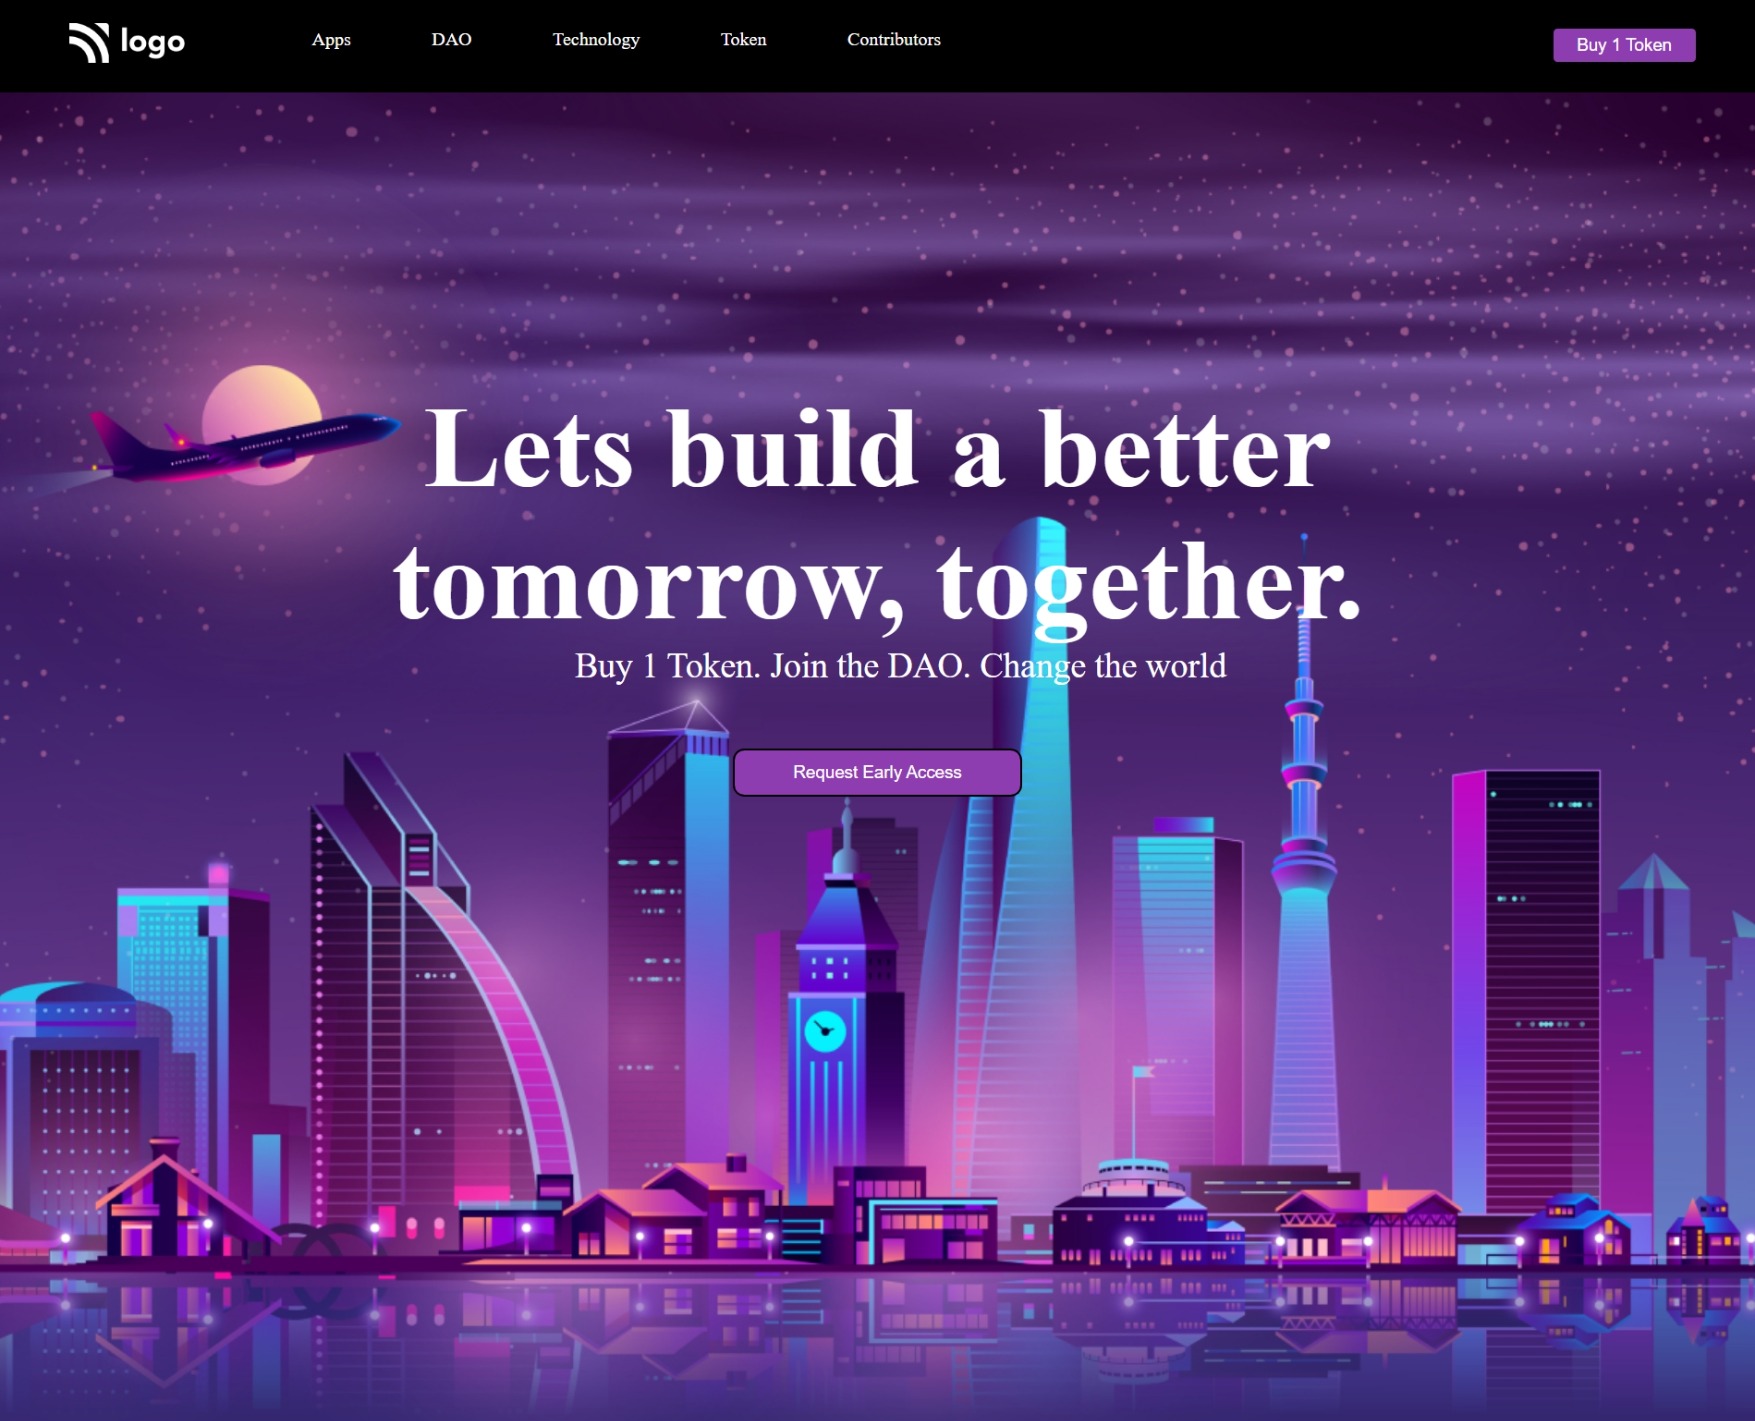 logo
Apps
DAO
Technology
Token
Contributors
Buy 1 Token
Lets build a better
tomorrow, together.
Buy 1 Token. Join the DAO. Change the world
Request Early Access